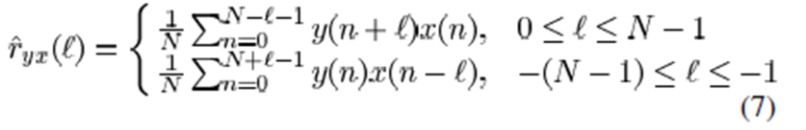 r̂_yx(ℓ) = { 1/N ∑_{n=0}^{N-ℓ-1} y(n + ℓ)x(n), 0 ≤ ℓ ≤ N − 1
1/N ∑_{n=0}^{N+ℓ-1} y(n)x(n − ℓ), −(N − 1) ≤ ℓ ≤ −1
(7)